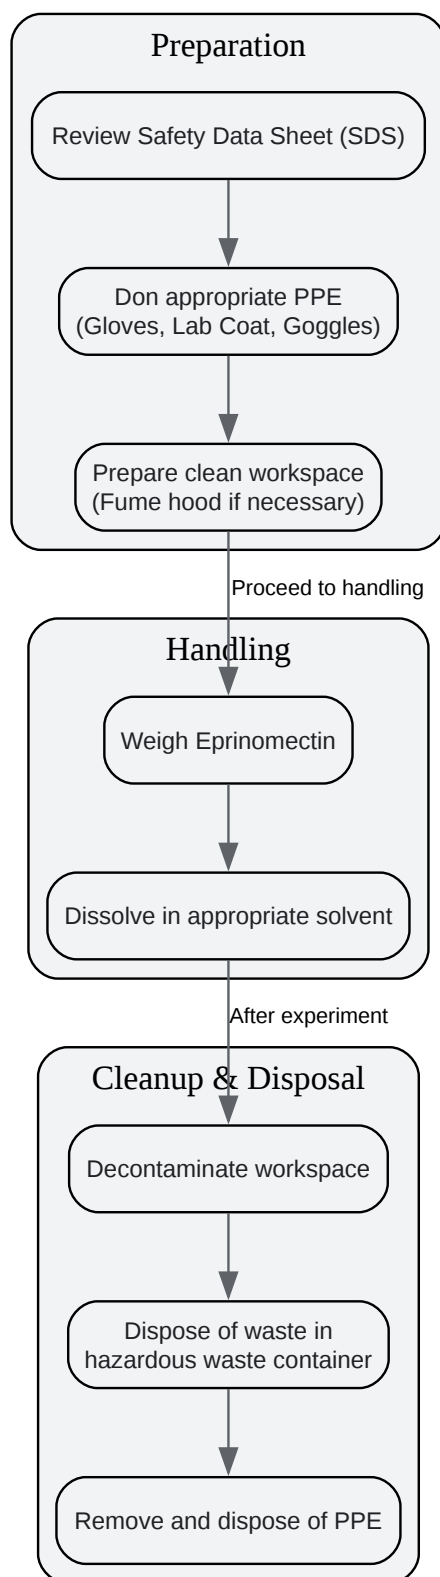 Preparation
Review Safety Data Sheet (SDS)
Don appropriate PPE
(Gloves, Lab Coat, Goggles)
Prepare clean workspace
(Fume hood if necessary)
Proceed to handling
Handling
Weigh Eprinomectin
Dissolve in appropriate solvent
After experiment
Cleanup & Disposal
Decontaminate workspace
Dispose of waste in
hazardous waste container
Remove and dispose of PPE